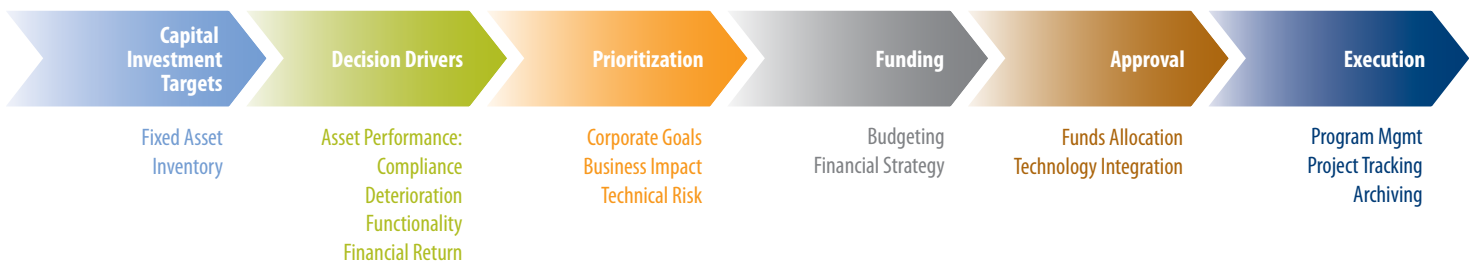 Capital
Investment
Targets
Decision Drivers
Prioritization
Funding
Approval
Execution
Fixed Asset
Inventory
Asset Performance:
Compliance
Deterioration
Functionality
Financial Return
Corporate Goals
Business Impact
Technical Risk
Budgeting
Financial Strategy
Funds Allocation
Technology Integration
Program Mgmt
Project Tracking
Archiving